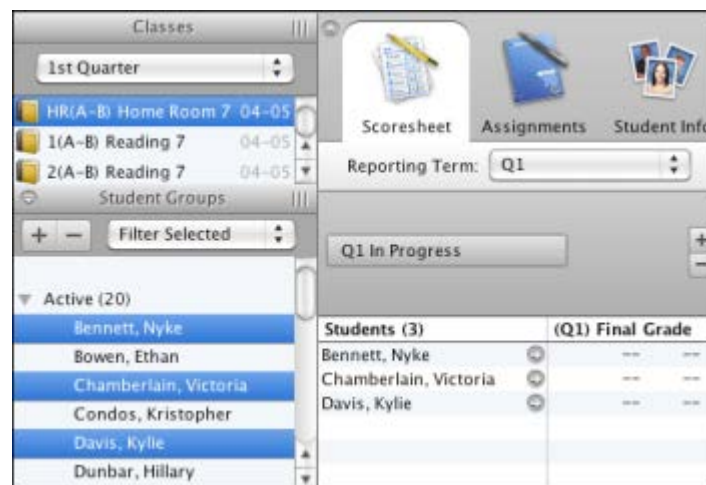 Classes
1st Quarter
HR(A-B) Home Room 7 04-05
1(A-B) Reading 7 04-05
2(A-B) Reading 7 04-05
Student Groups
+ − Filter Selected
Active (20)
Bennett, Nyke
Bowen, Ethan
Chamberlain, Victoria
Condos, Kristopher
Davis, Kylie
Dunbar, Hillary
Scoresheet Assignments Student Info
Reporting Term: Q1
Q1 In Progress
+
−
Students (3) (Q1) Final Grade
Bennett, Nyke -- --
Chamberlain, Victoria -- --
Davis, Kylie -- --